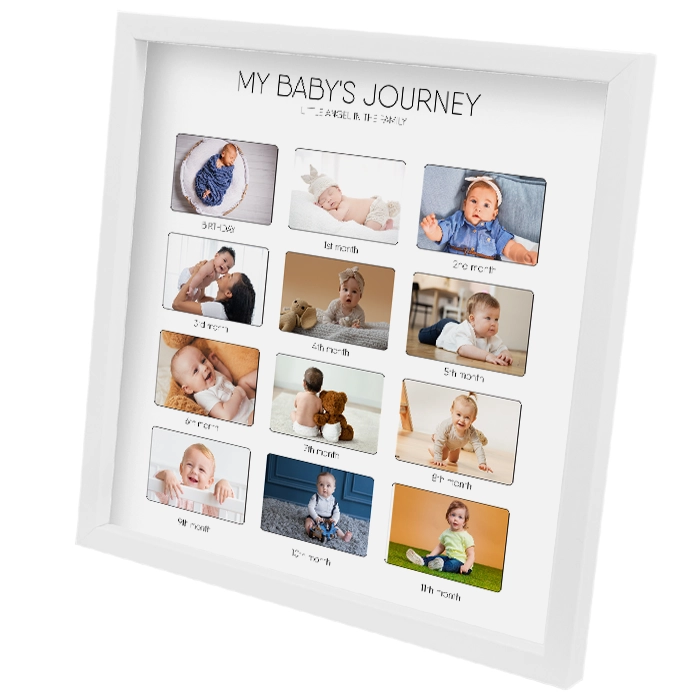 MY BABY'S JOURNEY
LITTLE ANGEL IN THE FAMILY
BIRTHDAY
1st month
2nd month
3rd month
4th month
5th month
6th month
7th month
8th month
9th month
10th month
11th month